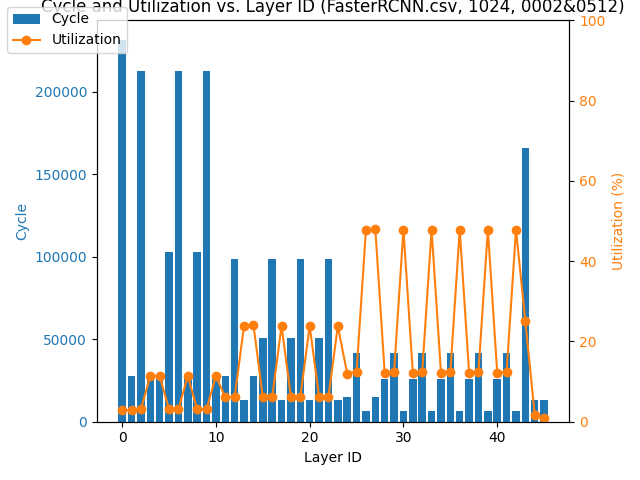 Cycle and Utilization vs. Layer ID (FasterRCNN.csv, 1024, 0002&0512)
Cycle
Utilization
200000
150000
100000
50000
0
Cycle
100
80
60
40
20
0
Utilization (%)
0
10
20
30
40
Layer ID